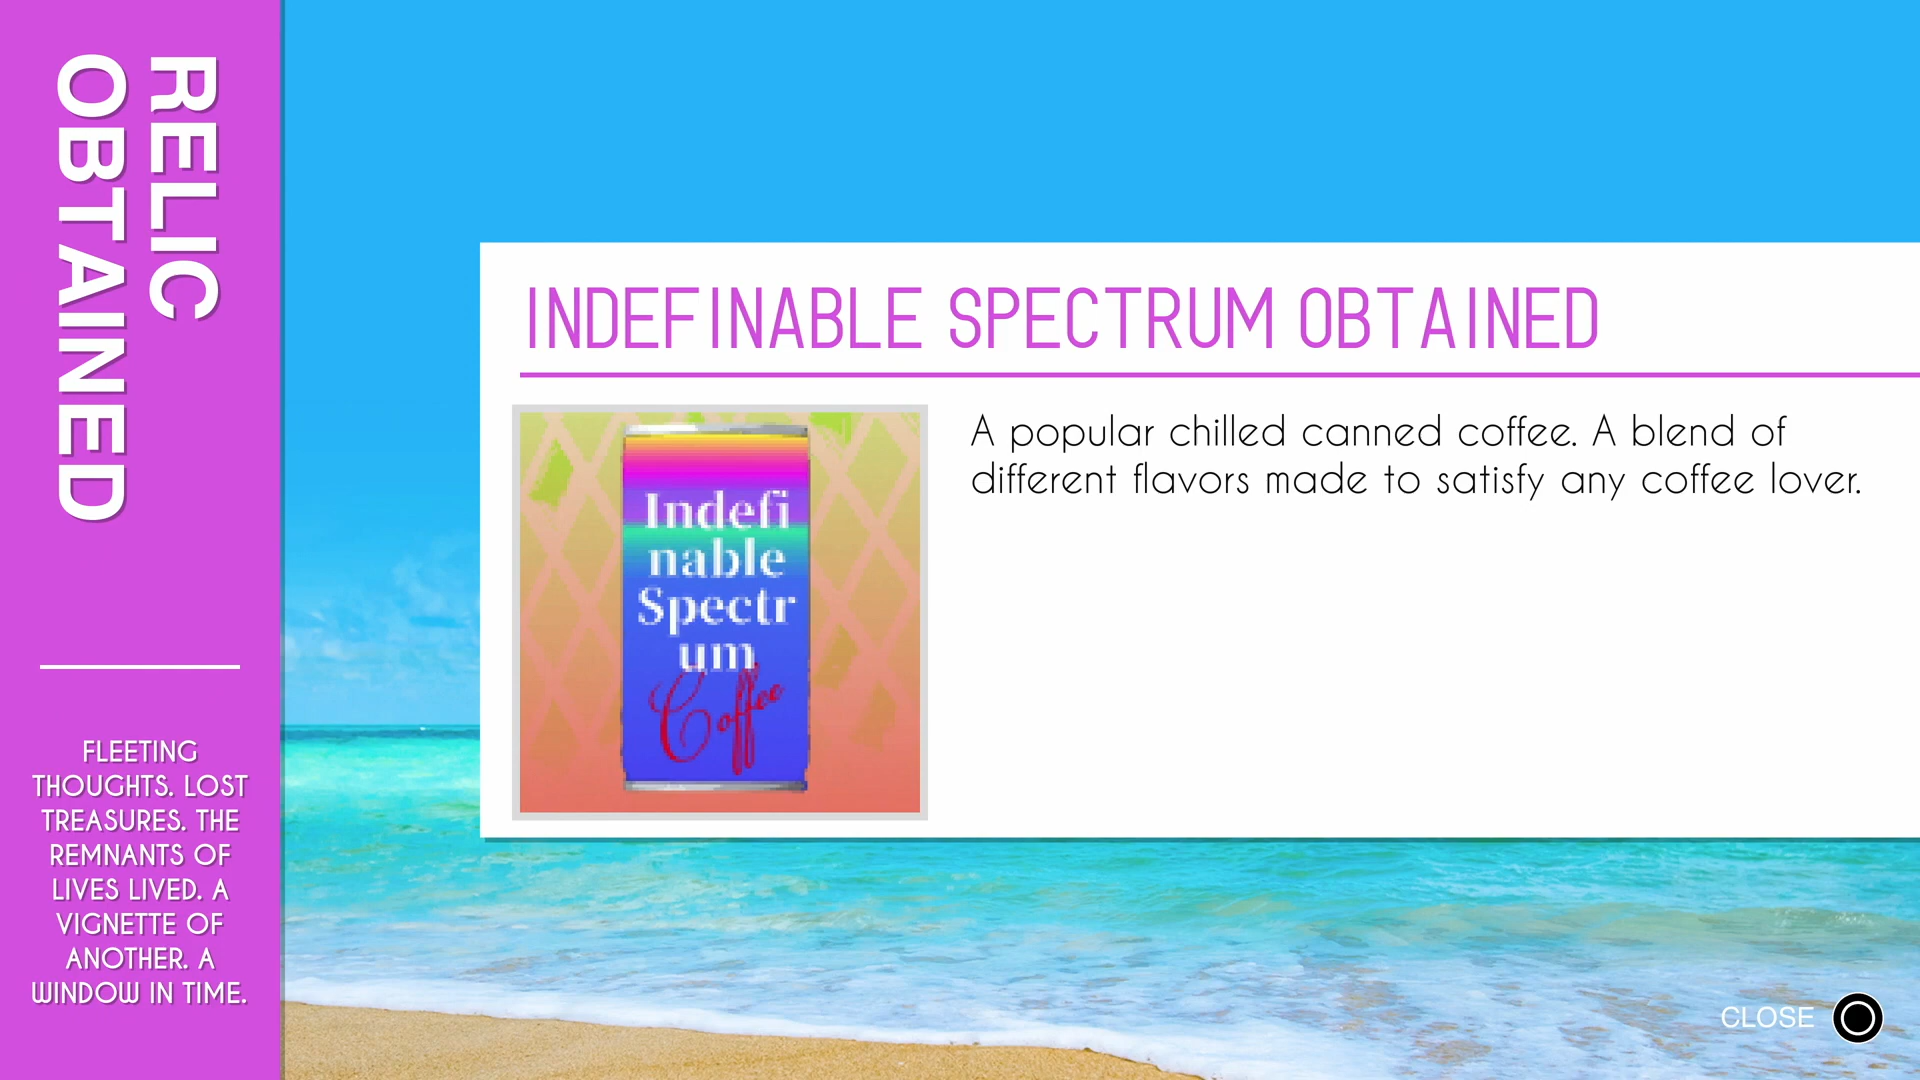 RELIC
OBTAINED
FLEETING
THOUGHTS. LOST
TREASURES. THE
REMNANTS OF
LIVES LIVED. A
VIGNETTE OF
ANOTHER. A
WINDOW IN TIME.
INDEFINABLE SPECTRUM OBTAINED
Indefi
nable
Spectr
um
Coffee
A popular chilled canned coffee. A blend of
different flavors made to satisfy any coffee lover.
CLOSE